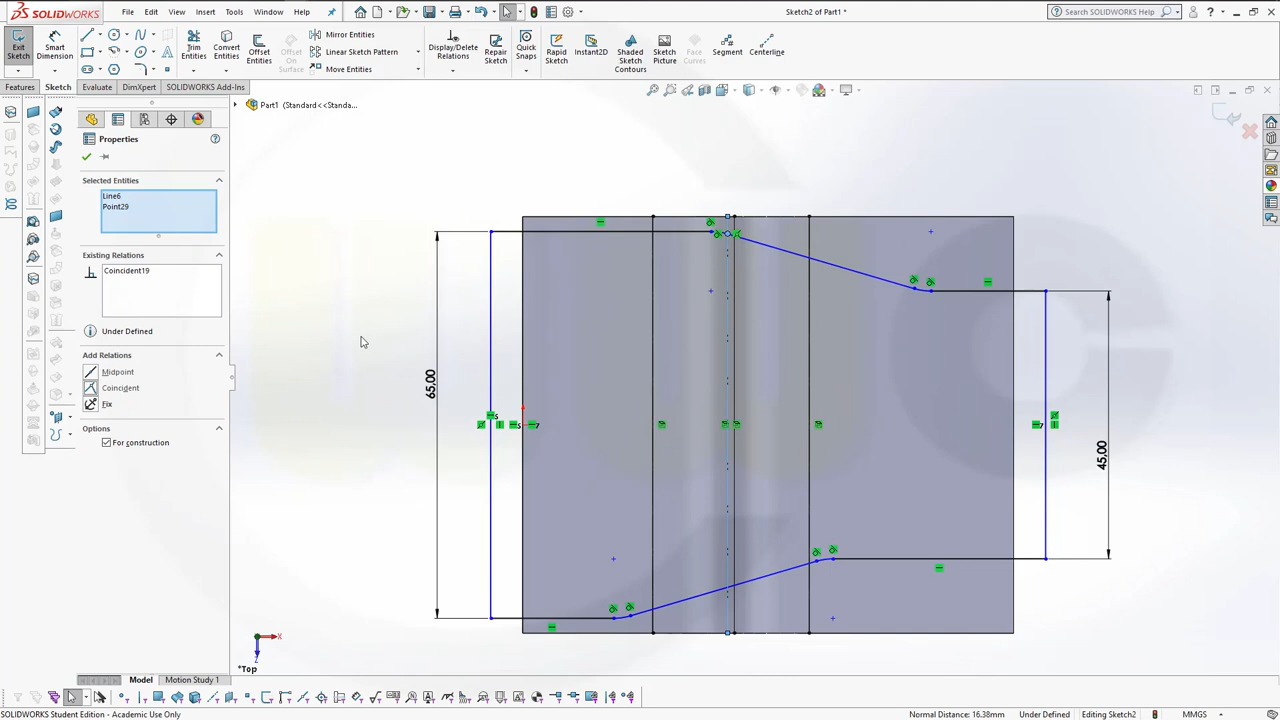 SOLIDWORKS
File Edit View Insert Tools Window Help
Sketch2 of Part1 *
Search SOLIDWORKS Help
Exit Sketch
Smart Dimension
Trim Entities
Convert Entities
Offset Entities
Offset On Surface
Mirror Entities
Linear Sketch Pattern
Move Entities
Display/Delete Relations
Repair Sketch
Quick Snaps
Rapid Sketch
Instant2D
Shaded Sketch Contours
Sketch Picture
Face Curves
Segment
Centerline
Features Sketch Evaluate DimXpert SOLIDWORKS Add-Ins
Part1 (Standard<<Standa...
Properties
Selected Entities
Line6
Point29
Existing Relations
Coincident19
Under Defined
Add Relations
Midpoint
Coincident
Fix
Options
For construction
65,00
45,00
X
Z
*Top
Model Motion Study 1
SOLIDWORKS Student Edition - Academic Use Only
Normal Distance: 16.38mm Under Defined Editing Sketch2 MMGS